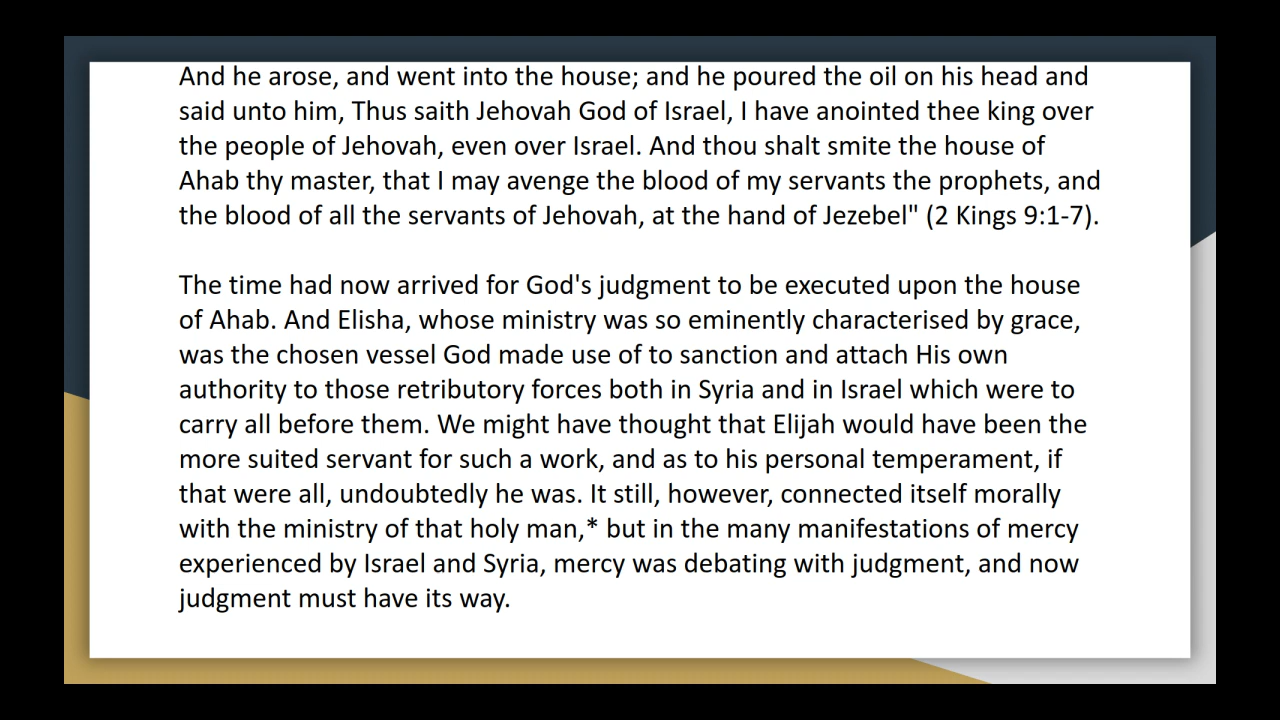 And he arose, and went into the house; and he poured the oil on his head and
said unto him, Thus saith Jehovah God of Israel, I have anointed thee king over
the people of Jehovah, even over Israel. And thou shalt smite the house of
Ahab thy master, that I may avenge the blood of my servants the prophets, and
the blood of all the servants of Jehovah, at the hand of Jezebel" (2 Kings 9:1-7).
The time had now arrived for God's judgment to be executed upon the house
of Ahab. And Elisha, whose ministry was so eminently characterised by grace,
was the chosen vessel God made use of to sanction and attach His own
authority to those retributory forces both in Syria and in Israel which were to
carry all before them. We might have thought that Elijah would have been the
more suited servant for such a work, and as to his personal temperament, if
that were all, undoubtedly he was. It still, however, connected itself morally
with the ministry of that holy man,* but in the many manifestations of mercy
experienced by Israel and Syria, mercy was debating with judgment, and now
judgment must have its way.